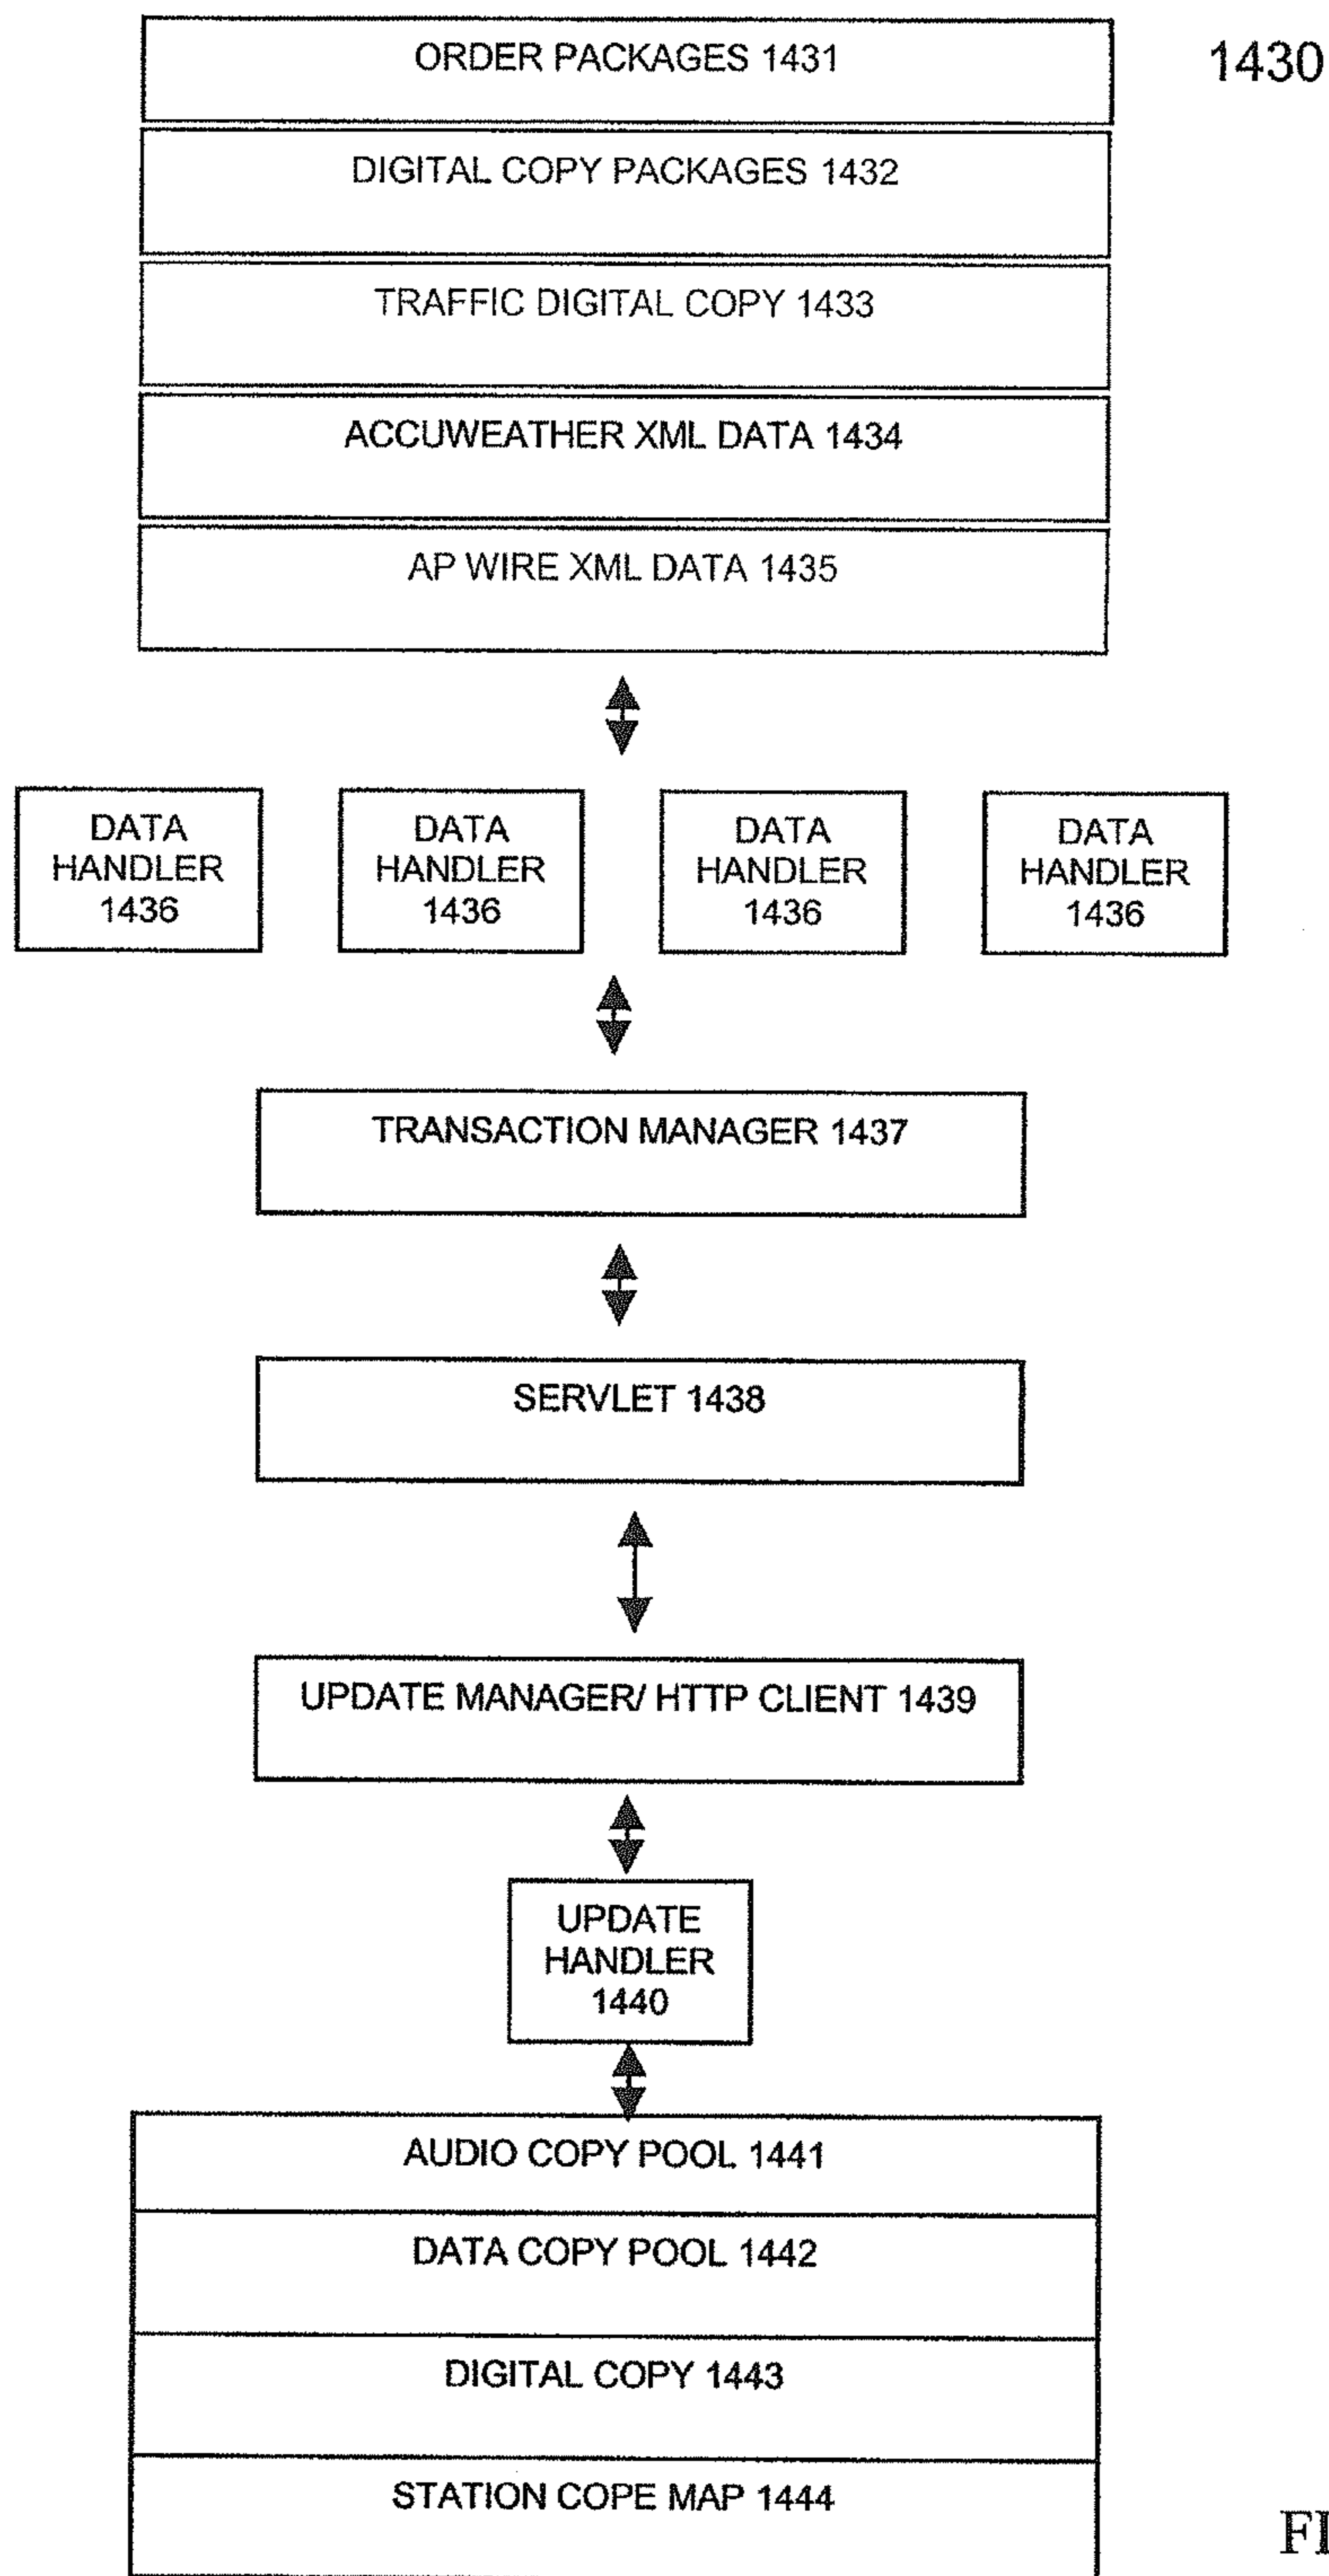 ORDER PACKAGES 1431
1430
DIGITAL COPY PACKAGES 1432
TRAFFIC DIGITAL COPY 1433
ACCUWEATHER XML DATA 1434
AP WIRE XML DATA 1435
DATA
HANDLER
1436
DATA
HANDLER
1436
DATA
HANDLER
1436
DATA
HANDLER
1436
TRANSACTION MANAGER 1437
SERVLET 1438
UPDATE MANAGER/ HTTP CLIENT 1439
UPDATE
HANDLER
1440
AUDIO COPY POOL 1441
DATA COPY POOL 1442
DIGITAL COPY 1443
STATION COPE MAP 1444